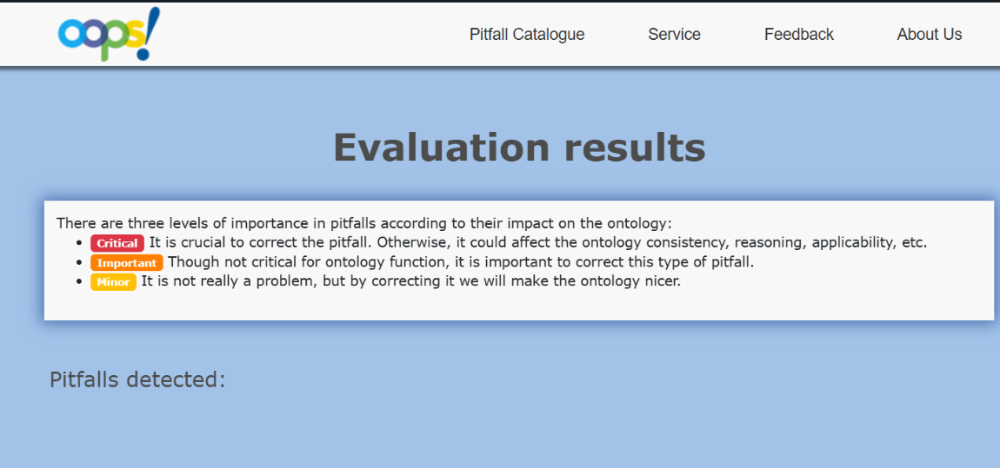 oops!
Pitfall Catalogue Service Feedback About Us
Evaluation results
There are three levels of importance in pitfalls according to their impact on the ontology:
Critical It is crucial to correct the pitfall. Otherwise, it could affect the ontology consistency, reasoning, applicability, etc.
Important Though not critical for ontology function, it is important to correct this type of pitfall.
Minor It is not really a problem, but by correcting it we will make the ontology nicer.
Pitfalls detected: